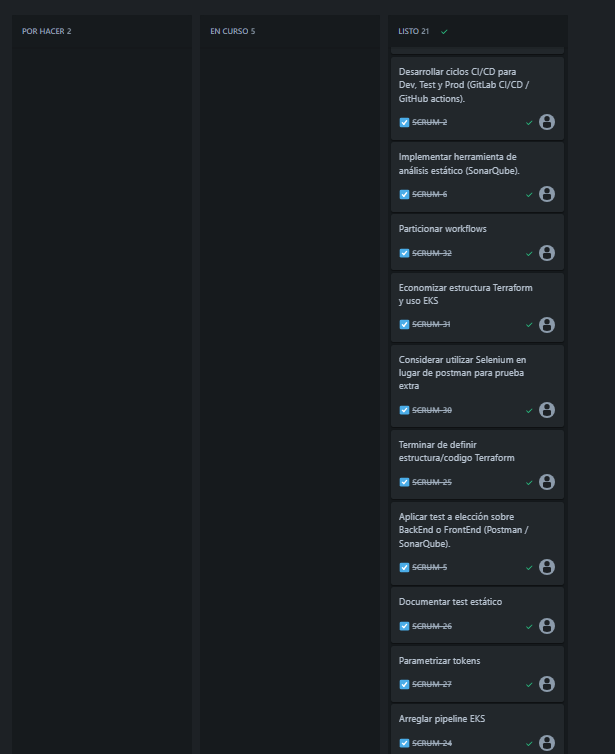 POR HACER 2
EN CURSO 5
LISTO 21
Desarrollar ciclos CI/CD para
Dev, Test y Prod (GitLab CI/CD /
GitHub actions).
SCRUM-2
Implementar herramienta de
análisis estático (SonarQube).
SCRUM-6
Particionar workflows
SCRUM-32
Economizar estructura Terraform
y uso EKS
SCRUM-31
Considerar utilizar Selenium en
lugar de postman para prueba
extra
SCRUM-30
Terminar de definir
estructura/codigo Terraform
SCRUM-25
Aplicar test a elección sobre
BackEnd o FrontEnd (Postman /
SonarQube).
SCRUM-5
Documentar test estático
SCRUM-26
Parametrizar tokens
SCRUM-27
Arreglar pipeline EKS
SCRUM-24